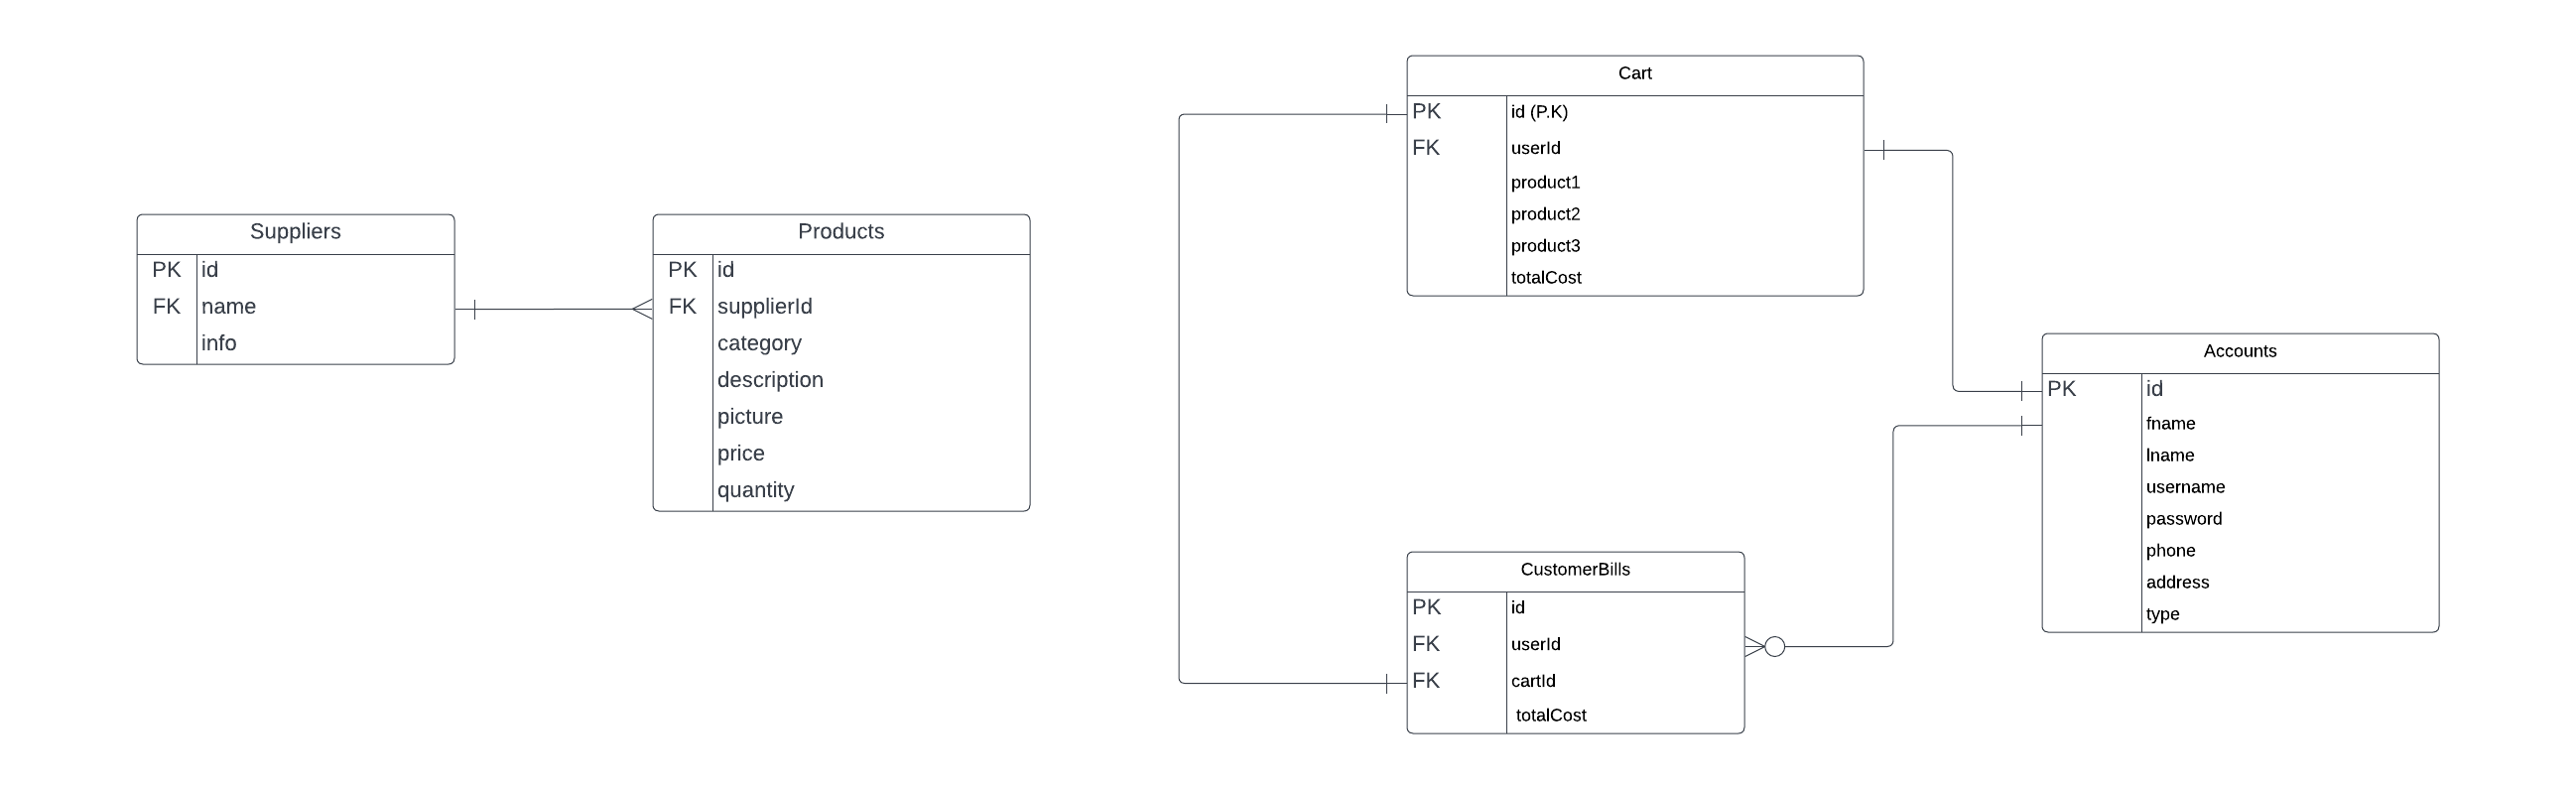 Suppliers
PK id
FK name
info
Products
PK id
FK supplierId
category
description
picture
price
quantity
Cart
PK id (P.K)
FK userId
product1
product2
product3
totalCost
CustomerBills
PK id
FK userId
FK cartId
totalCost
Accounts
PK id
fname
lname
username
password
phone
address
type